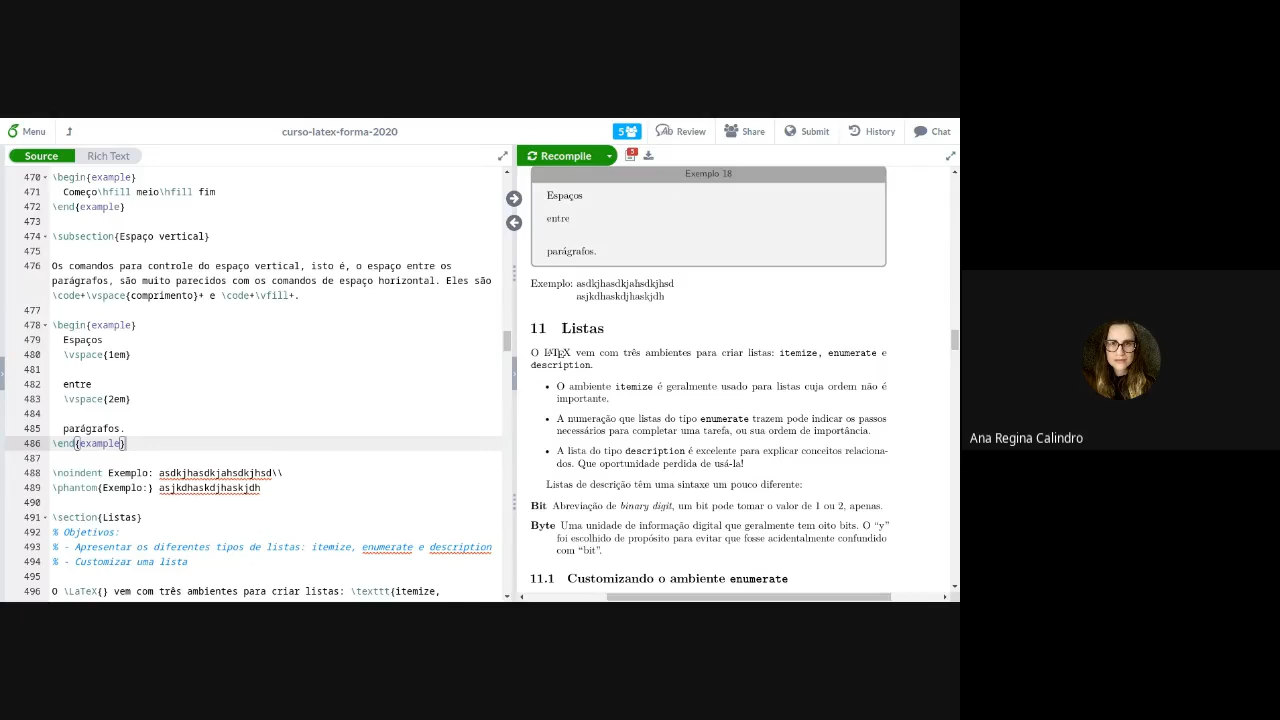 Menu
curso-latex-forma-2020
5
Review
Share
Submit
History
Chat
Source
Rich Text
Recompile
470 \begin{example}
471 Começo\hfill meio\hfill fim
472 \end{example}
473
474 \subsection{Espaço vertical}
475
476 Os comandos para controle do espaço vertical, isto é, o espaço entre os
parágrafos, são muito parecidos com os comandos de espaço horizontal. Eles são
\code+\vspace{comprimento}+ e \code+\vfill+.
477
478 \begin{example}
479 Espaços
480 \vspace{1em}
481
482 entre
483 \vspace{2em}
484
485 parágrafos.
486 \end{example}
487
488 \noindent Exemplo: asdkjhasdkjahsdkjhsd\\
489 \phantom{Exemplo:} asjkdhaskdjhaskjdh
490
491 \section{Listas}
492 % Objetivos:
493 % - Apresentar os diferentes tipos de listas: itemize, enumerate e description
494 % - Customizar uma lista
495
496 O \LaTeX{} vem com três ambientes para criar listas: \texttt{itemize,
Exemplo 18
Espaços
entre
parágrafos.
Exemplo: asdkjhasdkjahsdkjhsd
asjkdhaskdjhaskjdh
11 Listas
O LATEX vem com três ambientes para criar listas: itemize, enumerate e
description.
• O ambiente itemize é geralmente usado para listas cuja ordem não é
importante.
• A numeração que listas do tipo enumerate trazem pode indicar os passos
necessários para completar uma tarefa, ou sua ordem de importância.
• A lista do tipo description é excelente para explicar conceitos relaciona-
dos. Que oportunidade perdida de usá-la!
Listas de descrição têm uma sintaxe um pouco diferente:
Bit Abreviação de binary digit, um bit pode tomar o valor de 1 ou 2, apenas.
Byte Uma unidade de informação digital que geralmente tem oito bits. O “y”
foi escolhido de propósito para evitar que fosse acidentalmente confundido
com “bit”.
11.1 Customizando o ambiente enumerate
Ana Regina Calindro